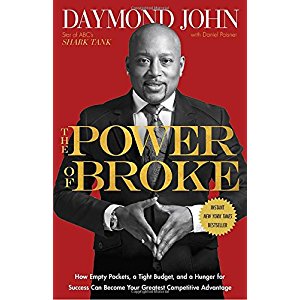 DAYMOND JOHN
Star of ABC's
SHARK TANK
with Daniel Paisner
THE
POWER
OF
BROKE
INSTANT
NEW YORK TIMES
BESTSELLER
How Empty Pockets, a Tight Budget, and a Hunger for
Success Can Become Your Greatest Competitive Advantage